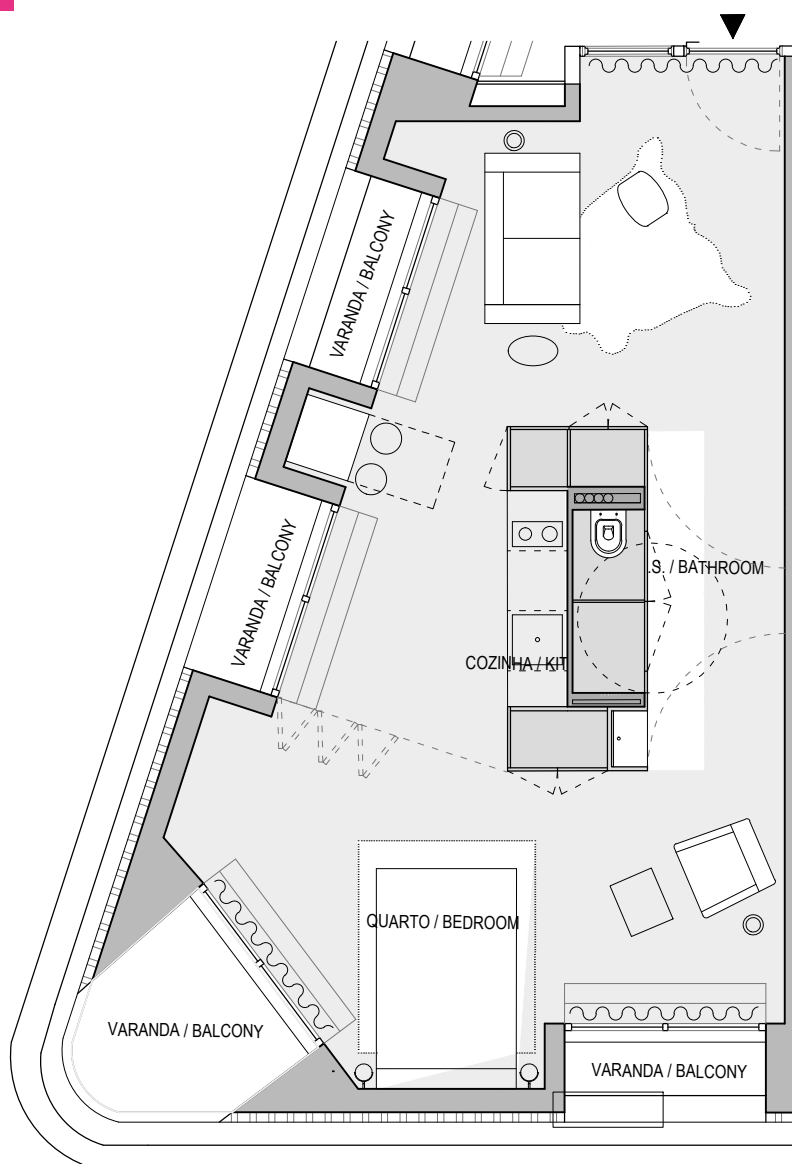 VARANDA / BALCONY
VARANDA / BALCONY
.S. / BATHROOM
COZINHA / KIT
QUARTO / BEDROOM
VARANDA / BALCONY
VARANDA / BALCONY